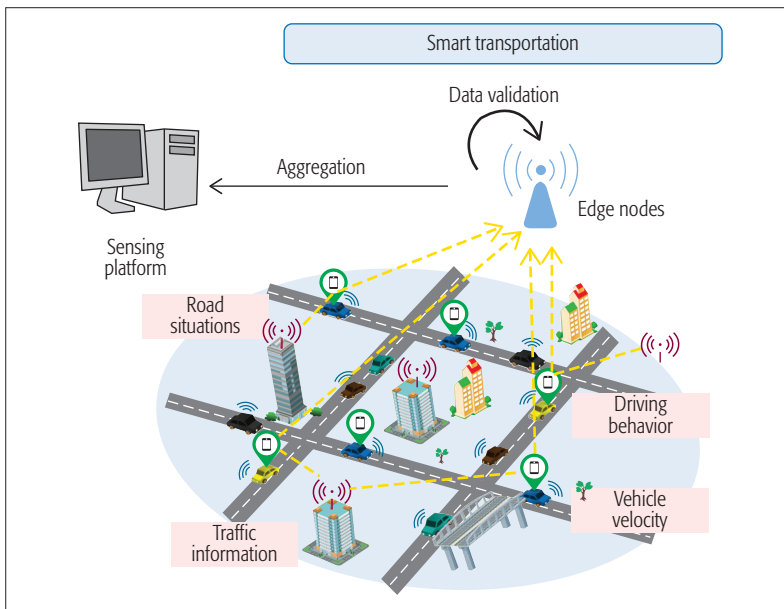 Smart transportation
Data validation
Aggregation
Edge nodes
Sensing
platform
Road
situations
Driving
behavior
Vehicle
velocity
Traffic
information